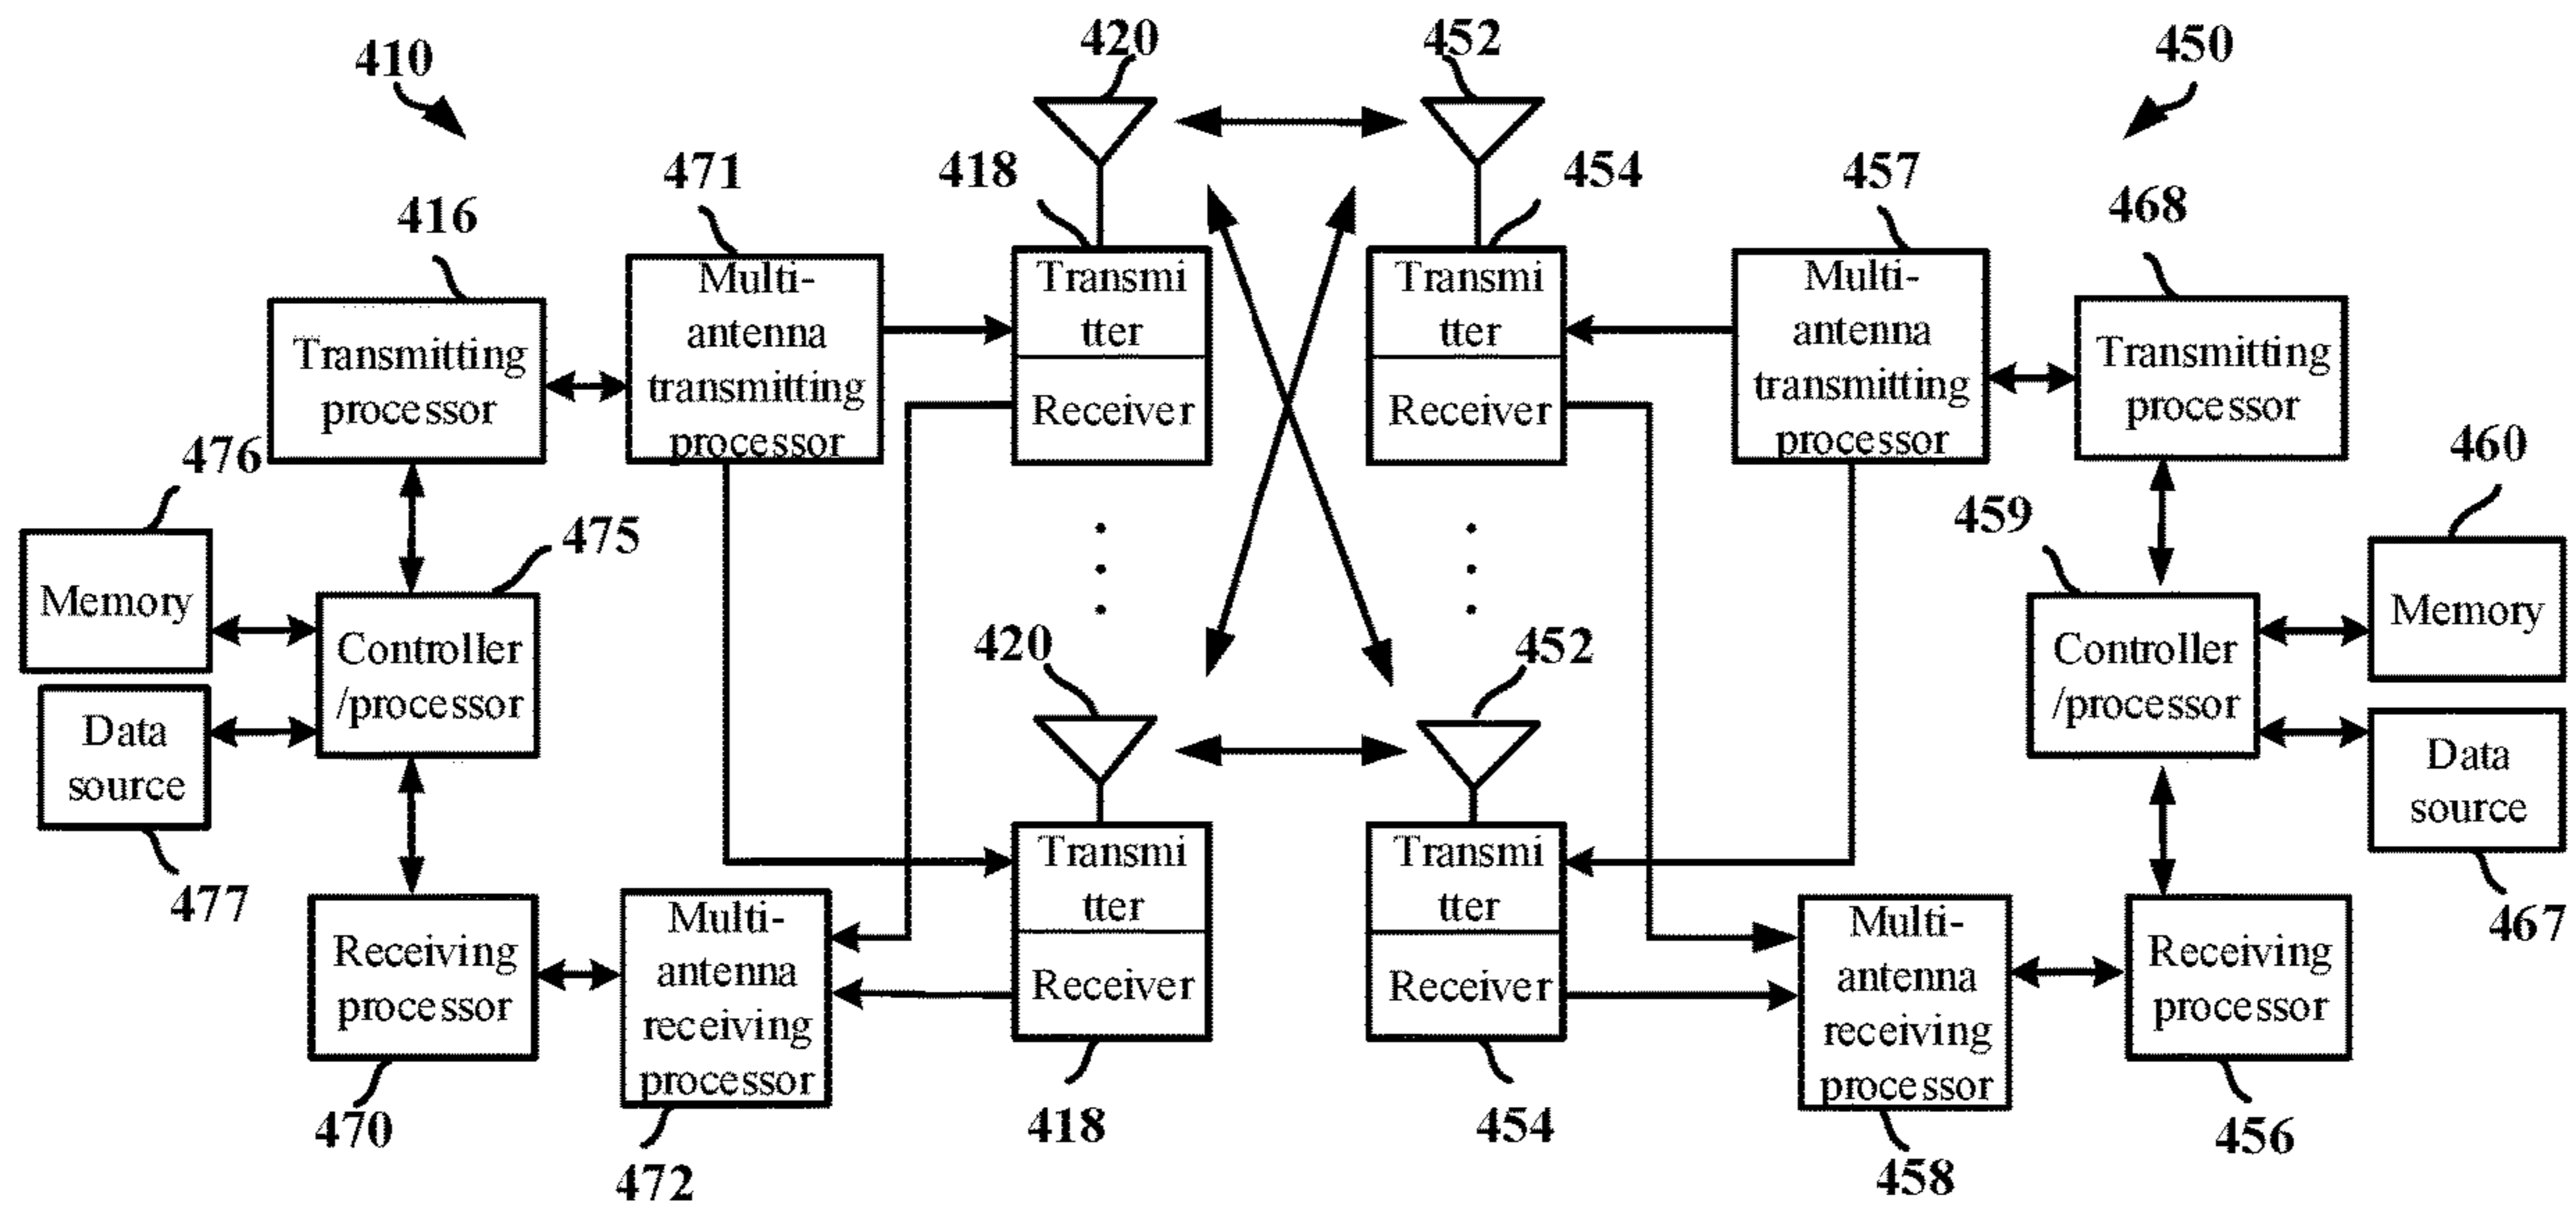 420
452
410
450
471
418
454
457
416
468
Multi-
antenna
transmitting
processor
Transmi
tter
Receiver
Transmi
tter
Receiver
Multi-
antenna
transmitting
processor
Transmitting
processor
Transmitting
processor
476
460
475
459
Memory
Controller
/processor
Controller
/processor
Memory
420
452
Data
source
Data
source
477
467
Transmi
tter
Receiver
Transmi
tter
Receiver
Receiving
processor
Multi-
antenna
receiving
processor
Multi-
antenna
receiving
processor
Receiving
processor
470
472
418
454
458
456